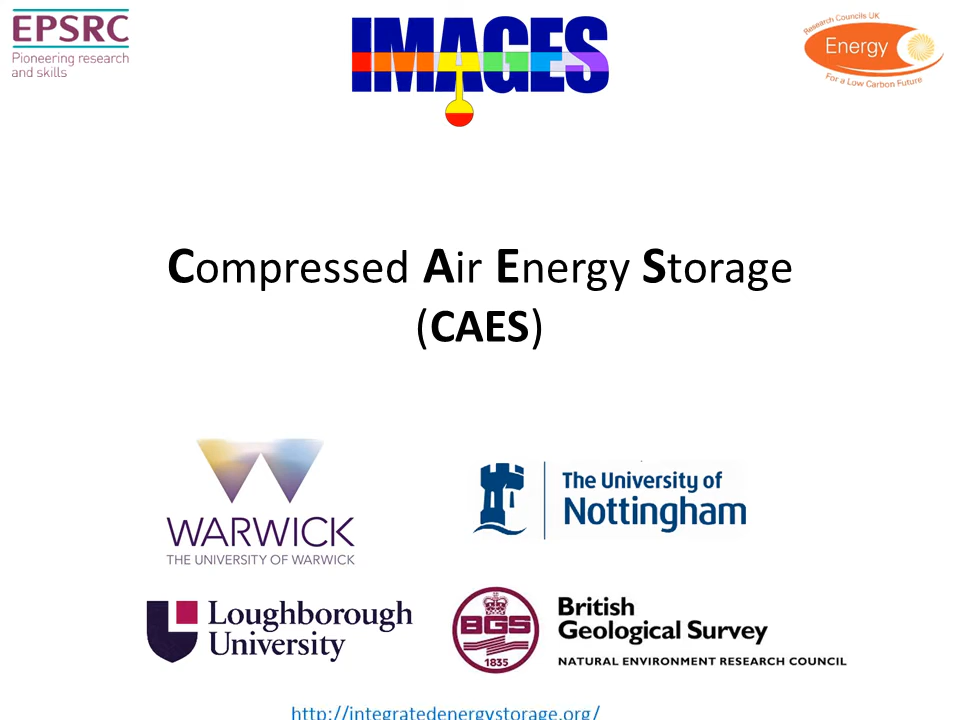 EPSRC
Pioneering research
and skills
IMAGES
Research Councils UK
Energy
For a Low Carbon Future
Compressed Air Energy Storage
(CAES)
WARWICK
THE UNIVERSITY OF WARWICK
The University of
Nottingham
Loughborough
University
BGS
1835
British
Geological Survey
NATURAL ENVIRONMENT RESEARCH COUNCIL
http://integratedenergystorage.org/